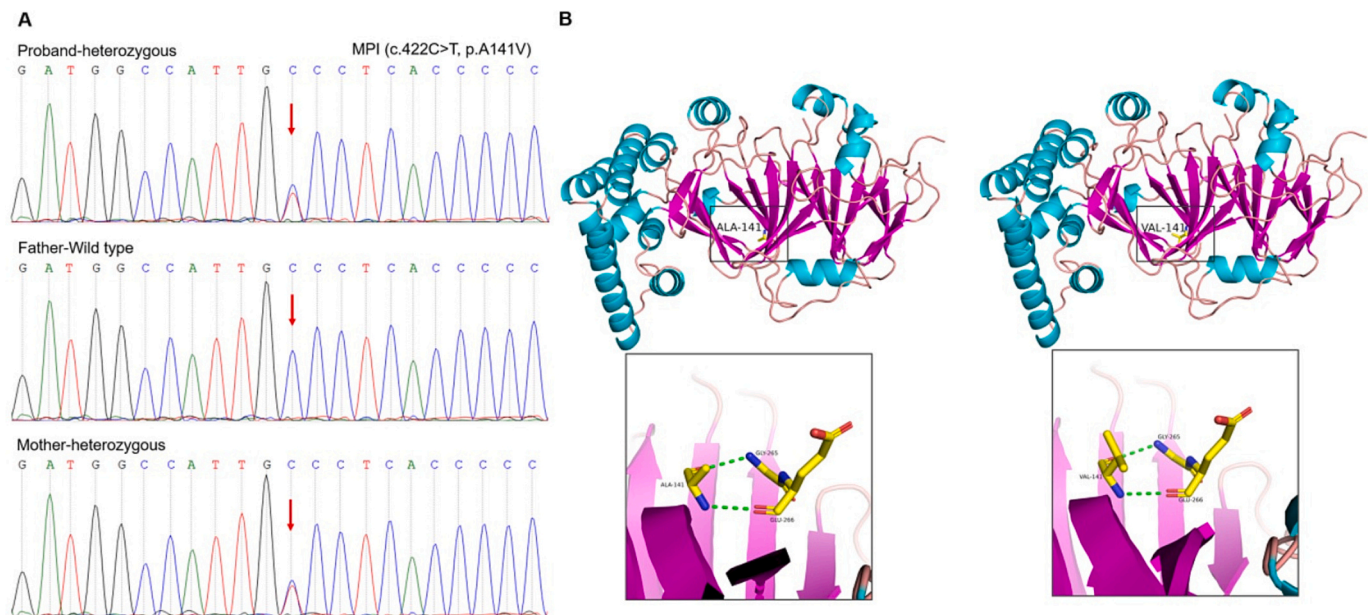 A
Proband-heterozygous
MPI (c.422C>T, p.A141V)
G A T G G C C A T T G C C C T C A C C C C C
Father-Wild type
G A T G G C C A T T G C C C T C A C C C C C
Mother-heterozygous
G A T G G C C A T T G C C C T C A C C C C C
B
ALA-141
VAL-141
GLY-265
ALA-141
GLU-266
GLY-265
VAL-141
GLU-266